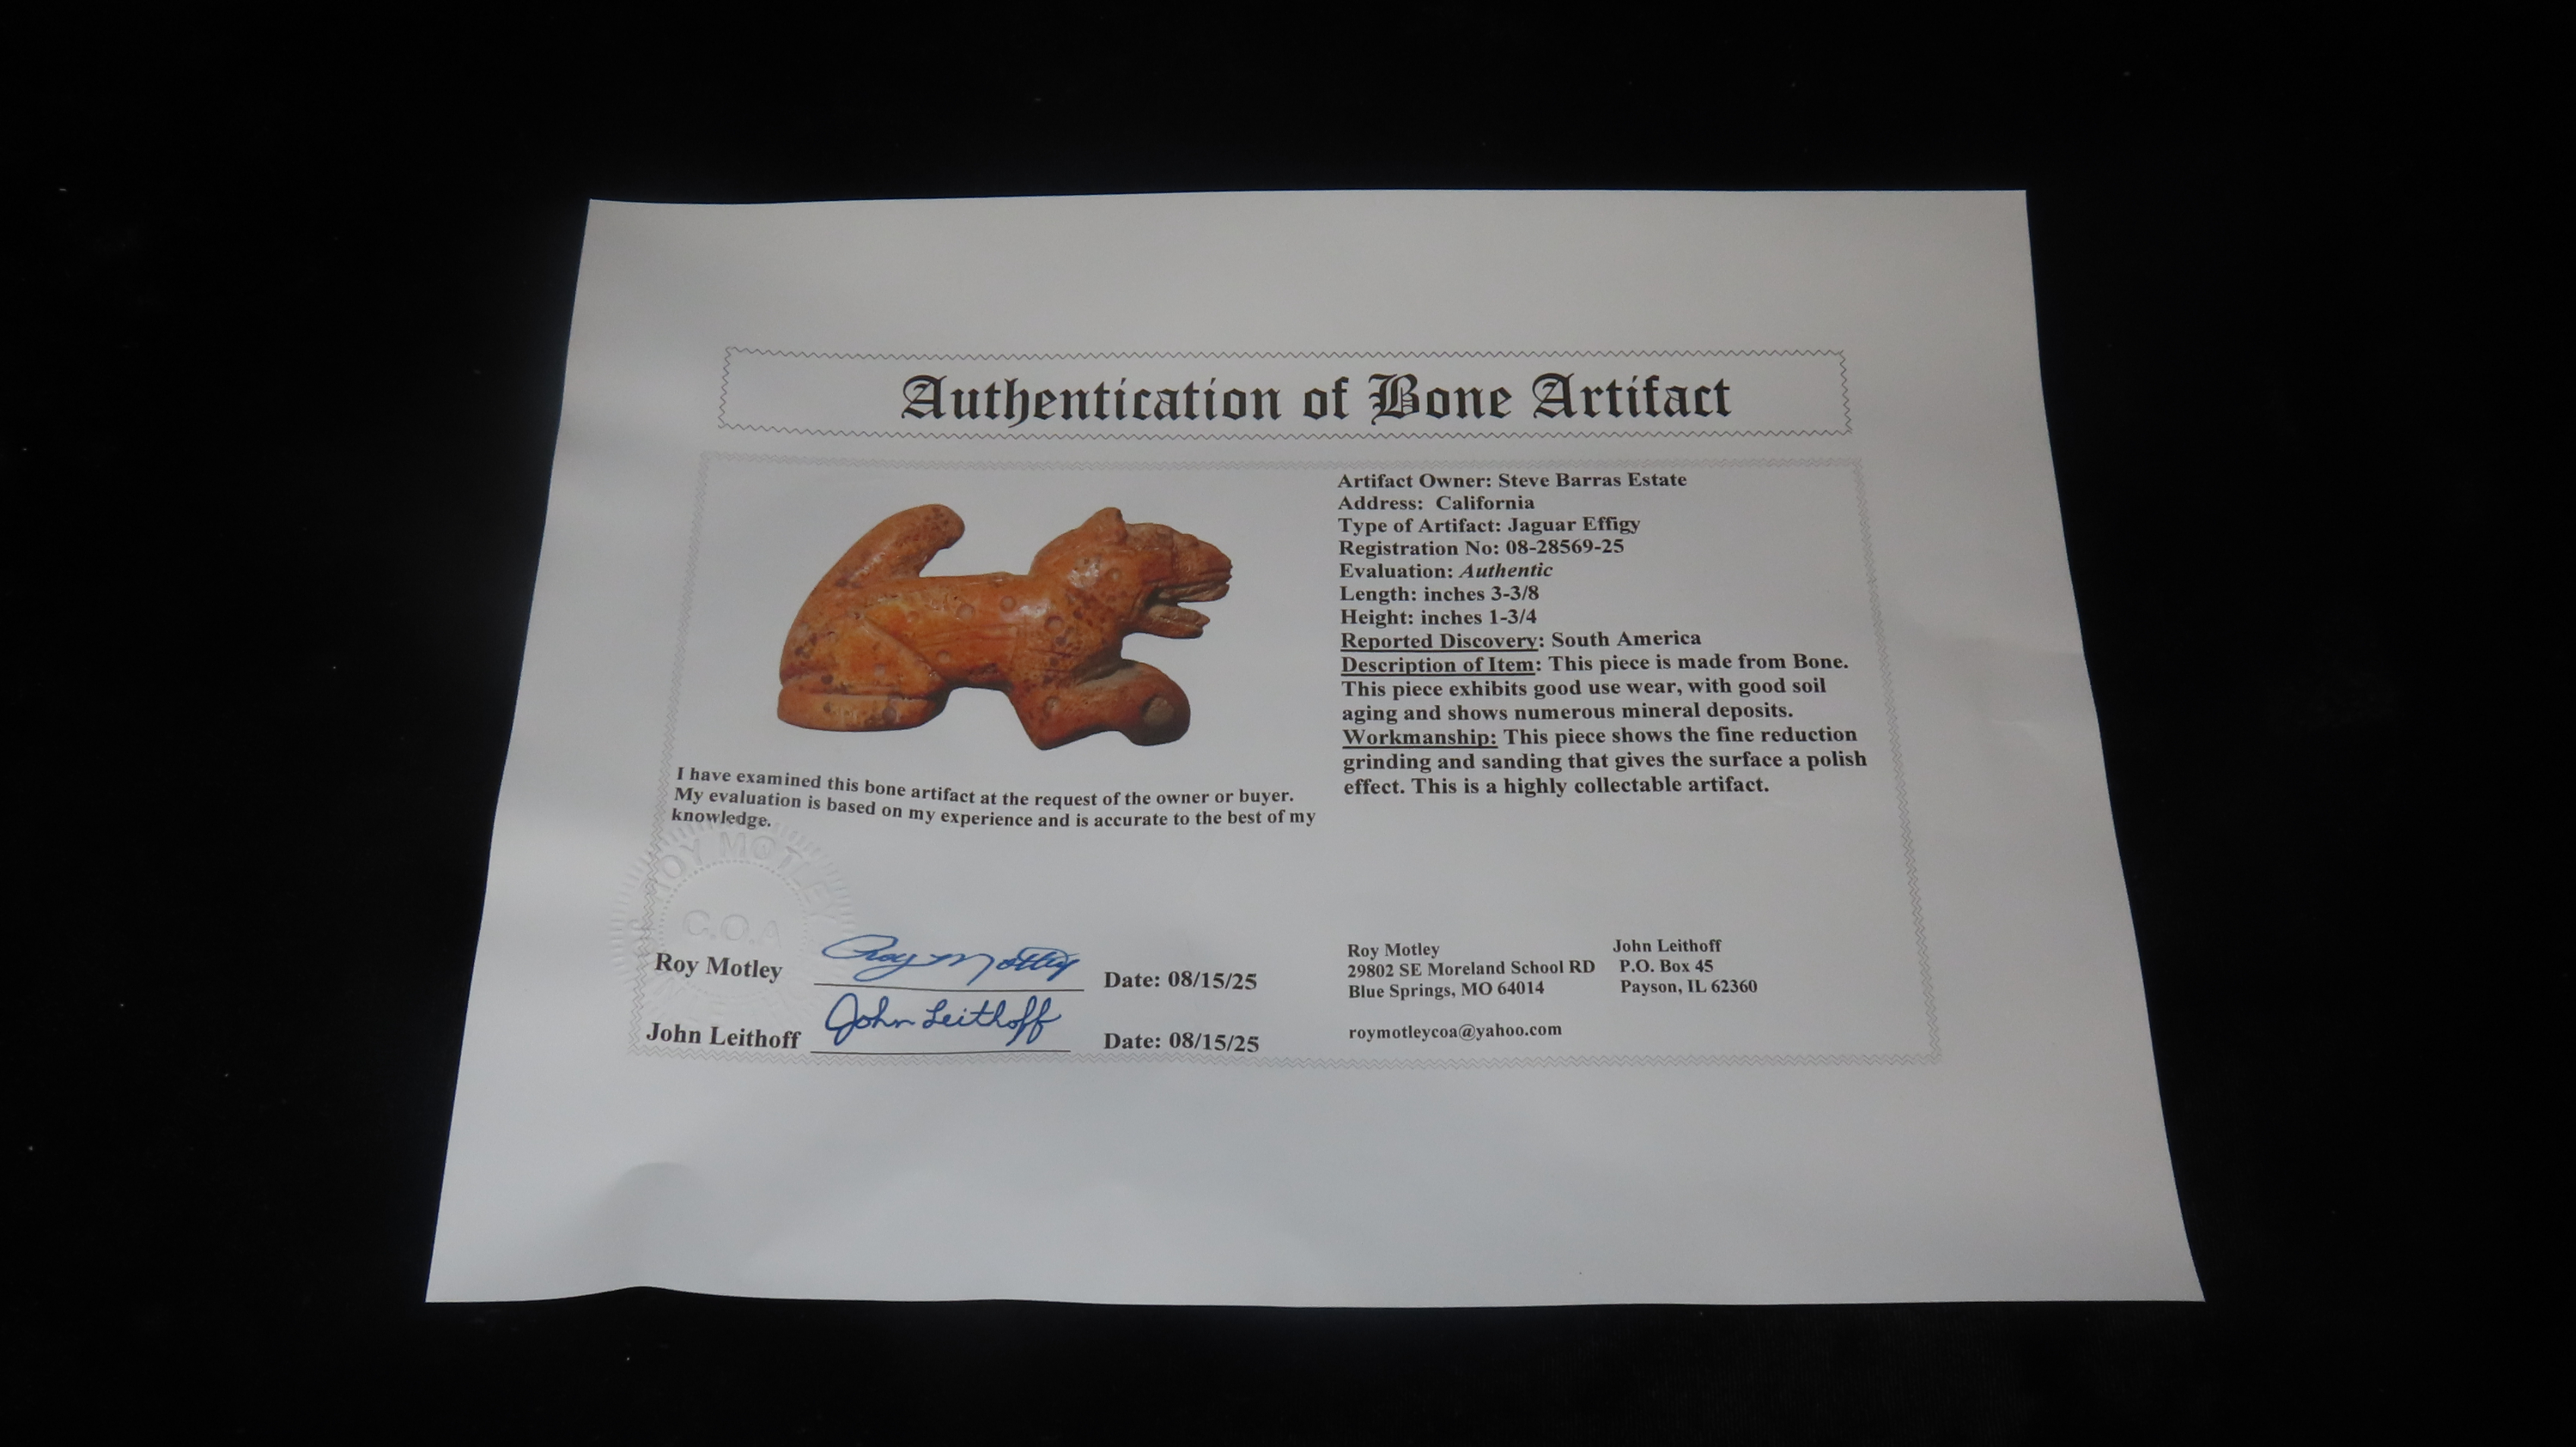 Authentication of Bone Artifact
Artifact Owner: Steve Barras Estate
Address: California
Type of Artifact: Jaguar Effigy
Registration No: 08-28569-25
Evaluation: Authentic
Length: inches 3-3/8
Height: inches 1-3/4
Reported Discovery: South America
Description of Item: This piece is made from Bone.
This piece exhibits good use wear, with good soil
aging and shows numerous mineral deposits.
Workmanship: This piece shows the fine reduction
grinding and sanding that gives the surface a polish
effect. This is a highly collectable artifact.
I have examined this bone artifact at the request of the owner or buyer.
My evaluation is based on my experience and is accurate to the best of my
knowledge.
ROY MOTLEY
C.O.A
Roy Motley Roy Motley Date: 08/15/25
John Leithoff John Leithoff Date: 08/15/25
Roy Motley
29802 SE Moreland School RD
Blue Springs, MO 64014
roymotleycoa@yahoo.com
John Leithoff
P.O. Box 45
Payson, IL 62360